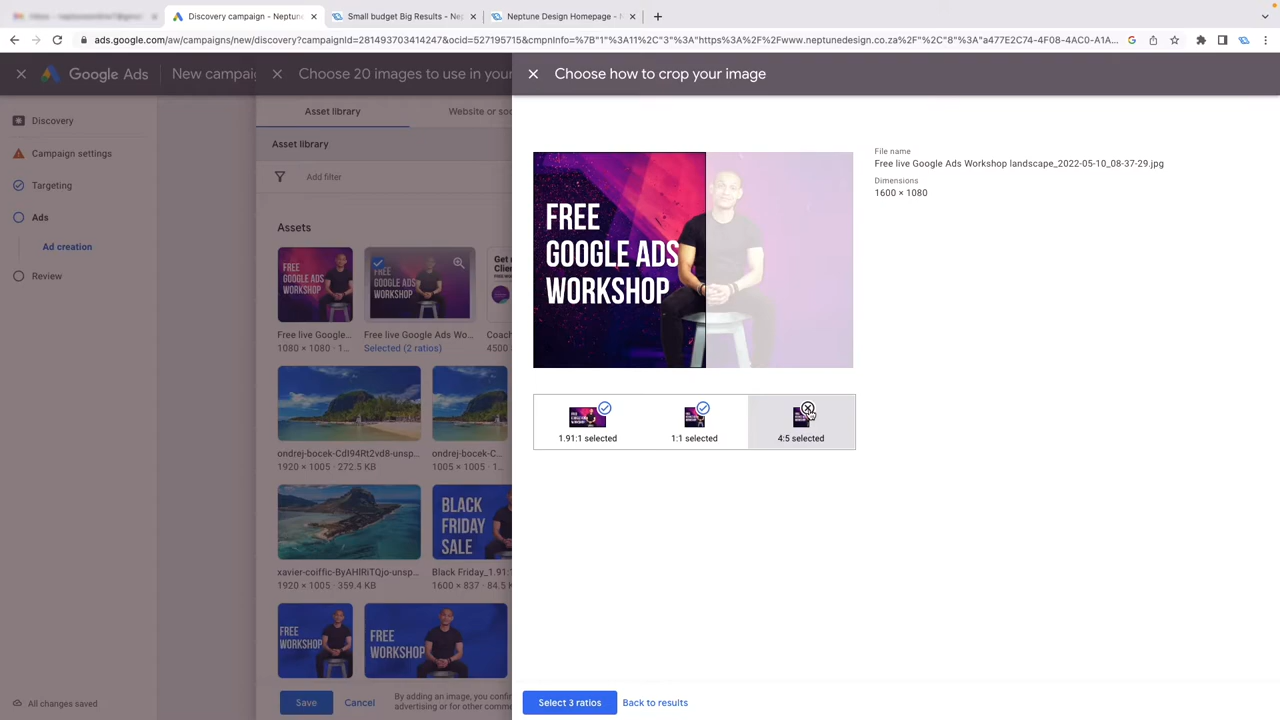 Discovery campaign - Neptune
Small budget Big Results - Nep
Neptune Design Homepage - N
ads.google.com/aw/campaigns/new/discovery?campaignId=281493703414247&ocid=527195715&cmpnInfo=%7B"1"%3A11%2C"3"%3A"https%3A%2F%2Fwww.neptunedesign.co.za%2F"%2C"8"%3A"a477E2C74-4F08-4AC0-A1A...
Google Ads
New campai
Choose 20 images to use in your
Choose how to crop your image
Discovery
Campaign settings
Targeting
Ads
Ad creation
Review
All changes saved
Asset library
Website or soc
Asset library
Add filter
Assets
FREE
GOOGLE ADS
WORKSHOP
FREE
GOOGLE ADS
WORKSHOP
Get m
Clie
Free live Google...
Free live Google Ads Wo...
Coach
1080 × 1080 · 1...
Selected (2 ratios)
4500
ondrej-bocek-CdI94Rt2vd8-unsp...
ondrej-bocek-C...
1920 × 1005 · 272.5 KB
1005 × 1005 · 1...
BLACK
FRIDAY
SALE
xavier-coiffic-ByAHlRiTQjo-unsp...
Black Friday_1.91:1
1920 × 1005 · 359.4 KB
1600 × 837 · 84.5 K
FREE
WORKSHOP
FREE
WORKSHOP
Save
Cancel
By adding an image, you confi
advertising or for other comme
FREE
GOOGLE ADS
WORKSHOP
File name
Free live Google Ads Workshop landscape_2022-05-10_08-37-29.jpg
Dimensions
1600 × 1080
1.91:1 selected
1:1 selected
4:5 selected
Select 3 ratios
Back to results